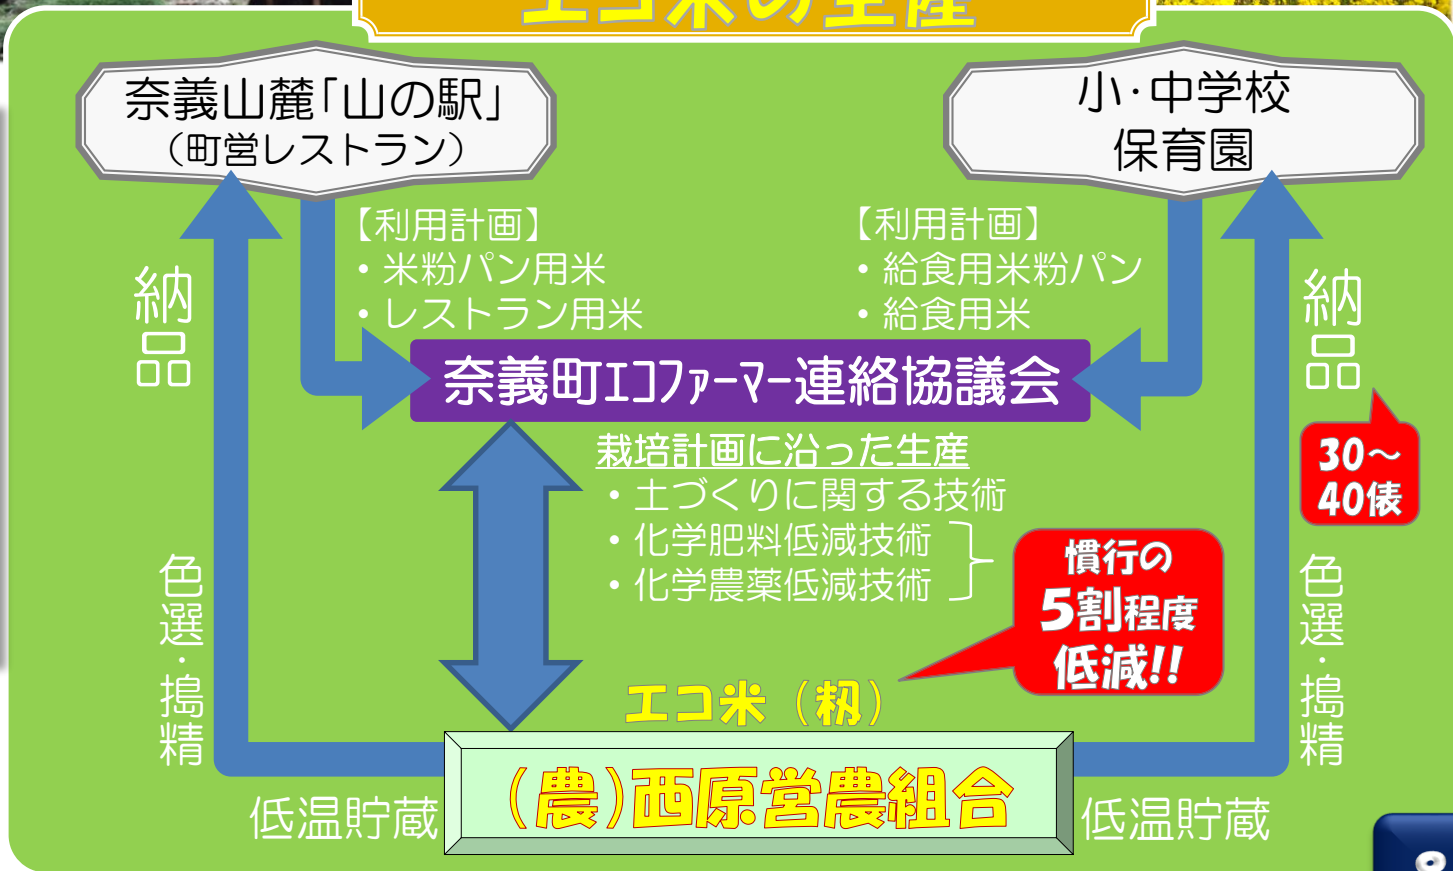 エコ米の生産
奈義山麓「山の駅」
（町営レストラン）
小・中学校
保育園
【利用計画】
・米粉パン用米
・レストラン用米
【利用計画】
・給食用米粉パン
・給食用米
納品
納品
奈義町エコファーマー連絡協議会
30～
40俵
栽培計画に沿った生産
・土づくりに関する技術
・化学肥料低減技術
・化学農薬低減技術
慣行の
5割程度
低減!!
色選・搗精
色選・搗精
エコ米（籾）
（農）西原営農組合
低温貯蔵
低温貯蔵